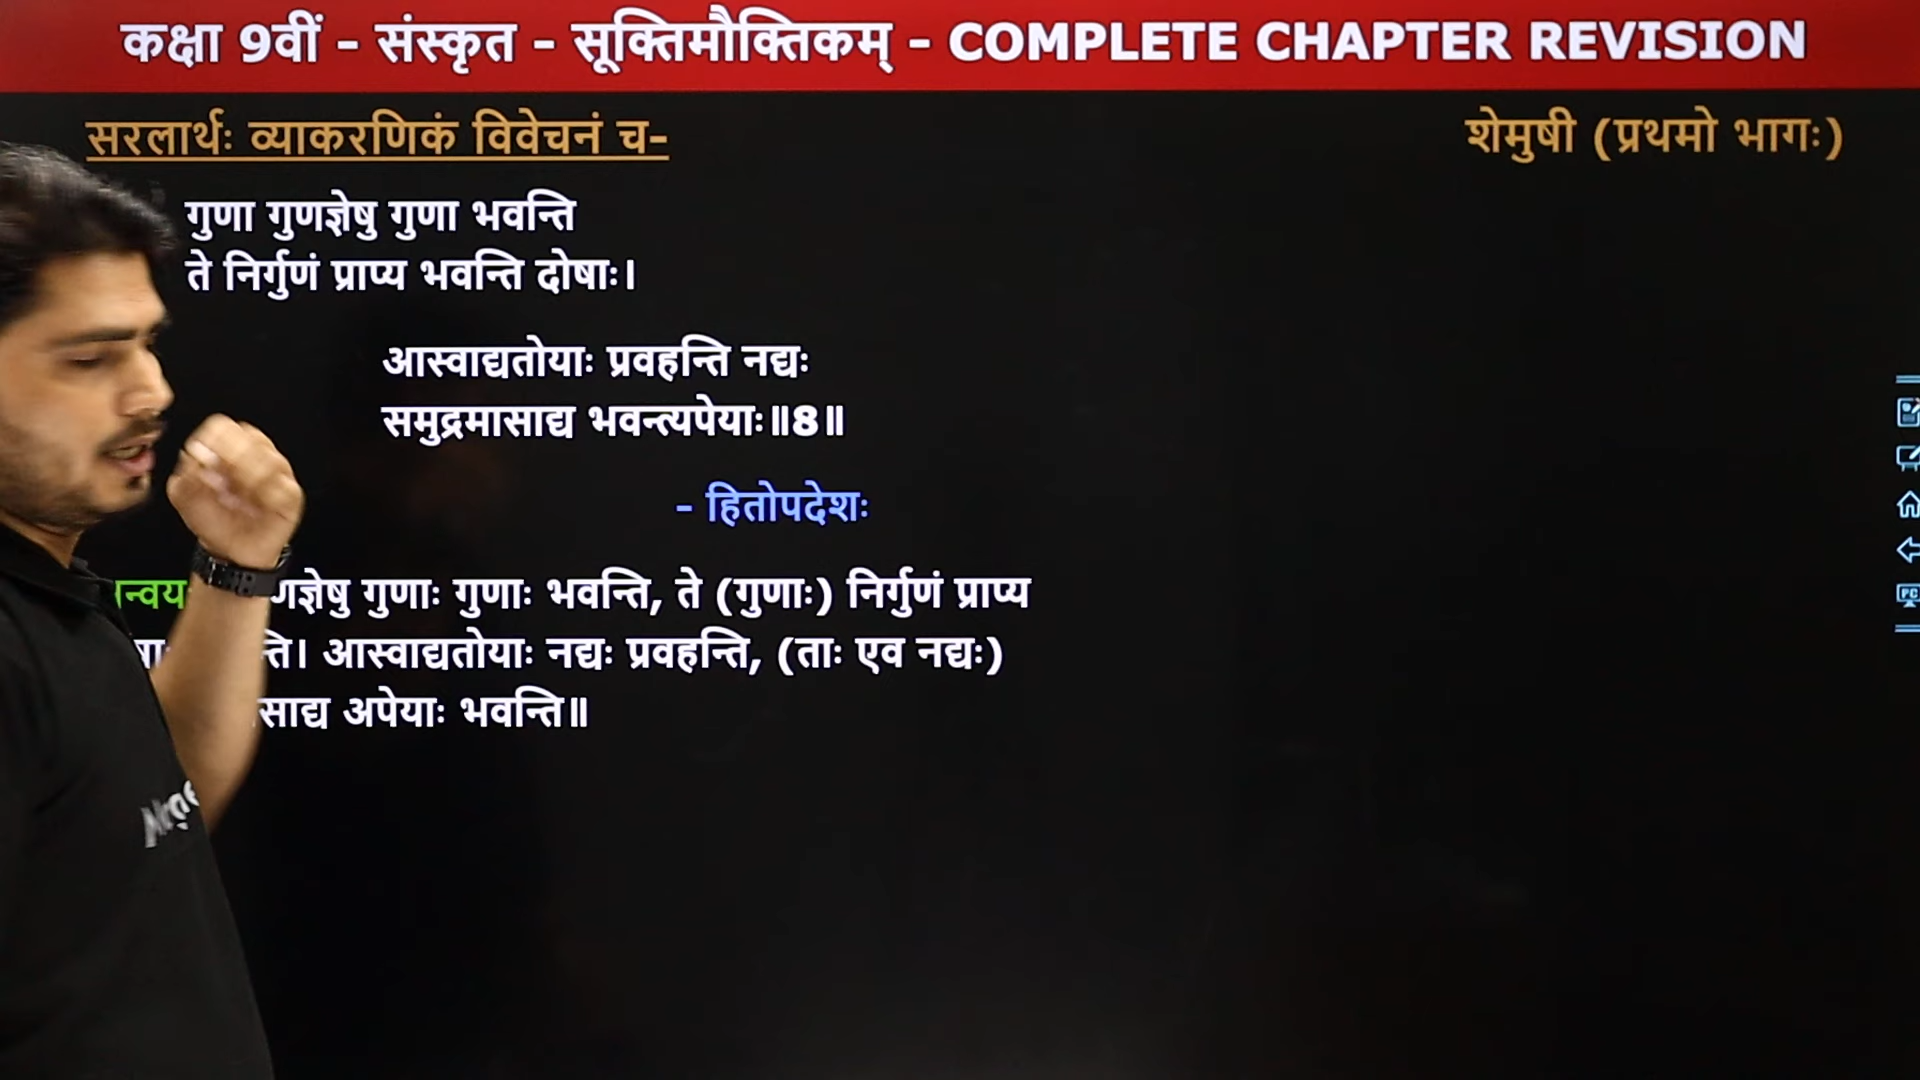 कक्षा 9वीं - संस्कृत - सूक्तिमौक्तिकम् - COMPLETE CHAPTER REVISION
सरलार्थः व्याकरणिकं विवेचनं च-
शेमुषी (प्रथमो भागः)
गुणा गुणज्ञेषु गुणा भवन्ति
ते निर्गुणं प्राप्य भवन्ति दोषाः।
आस्वाद्यतोयाः प्रवहन्ति नद्यः
समुद्रमासाद्य भवन्त्यपेयाः॥8॥
- हितोपदेशः
गुणाः गुणाः भवन्ति, ते (गुणाः) निर्गुणं प्राप्य
आस्वाद्यतोयाः नद्यः प्रवहन्ति, (ताः एव नद्यः)
अपेयाः भवन्ति॥
PC